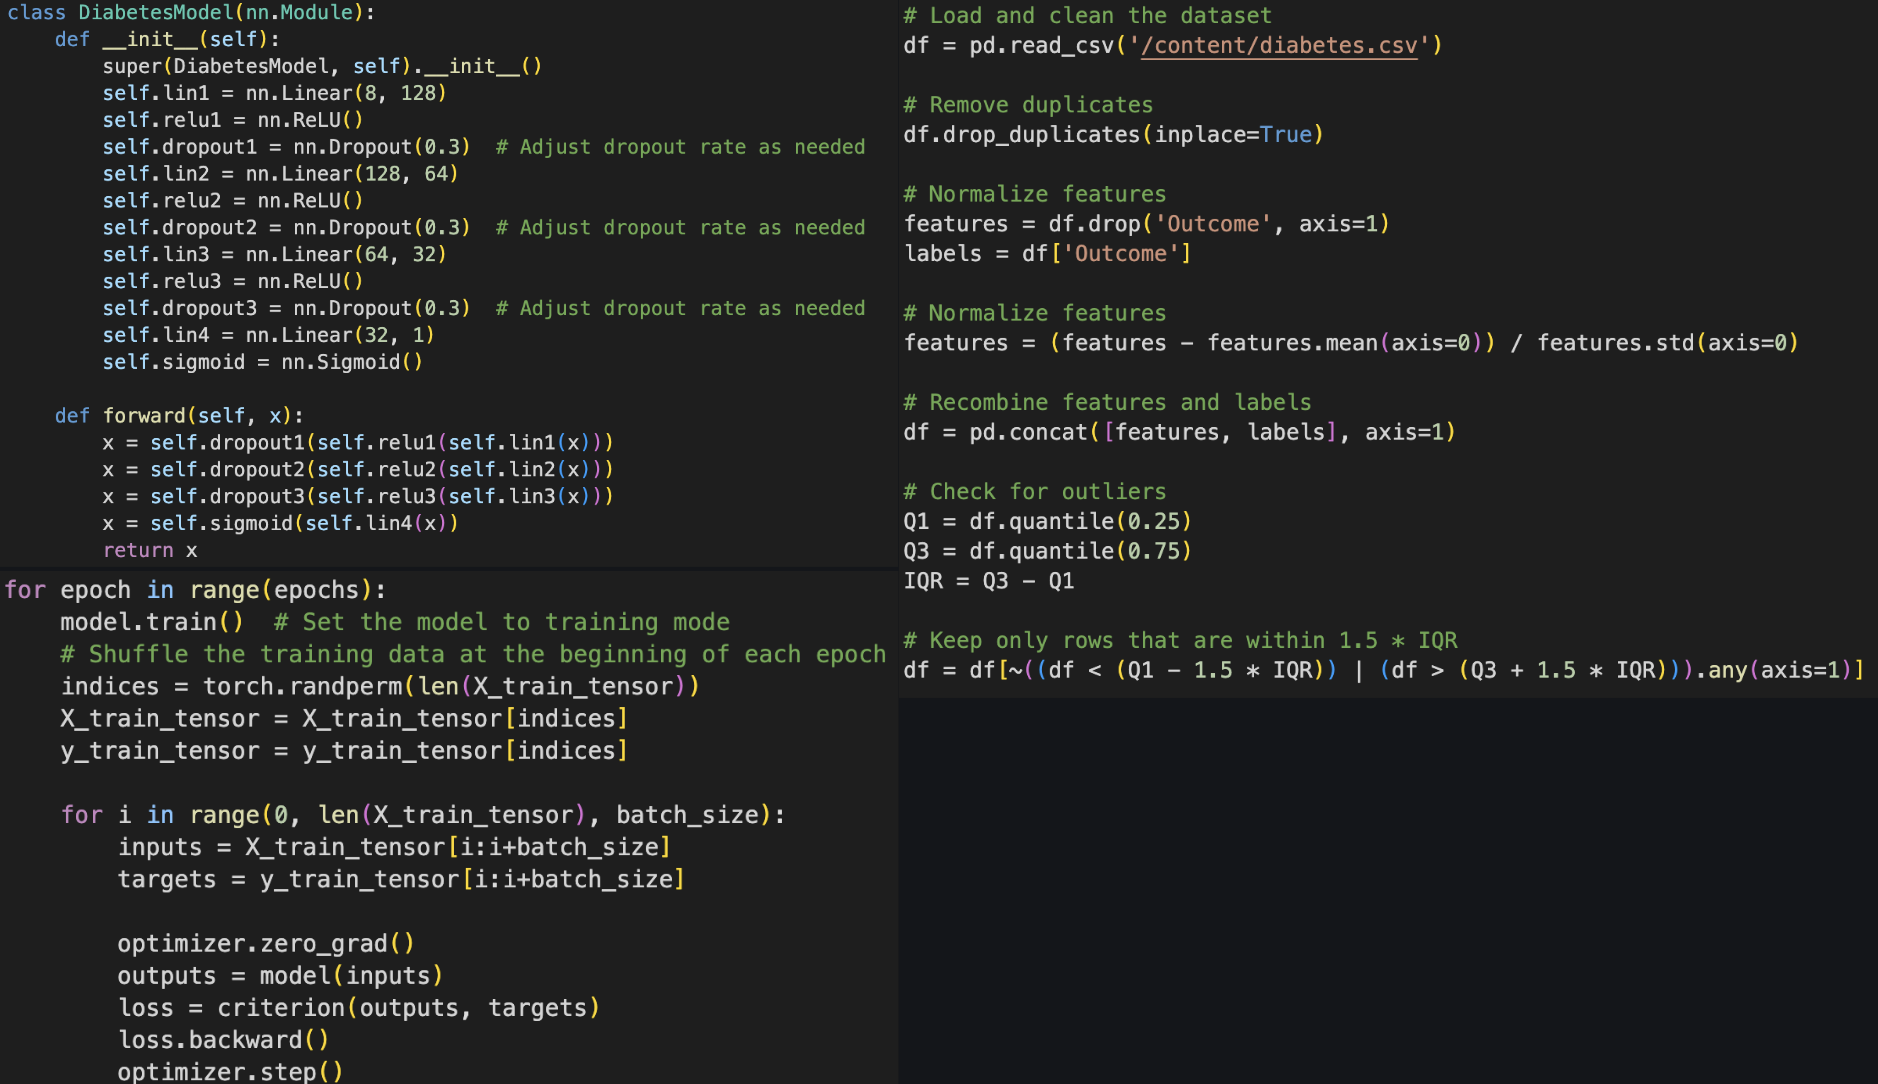 class DiabetesModel(nn.Module):
    def __init__(self):
        super(DiabetesModel, self).__init__()
        self.lin1 = nn.Linear(8, 128)
        self.relu1 = nn.ReLU()
        self.dropout1 = nn.Dropout(0.3)  # Adjust dropout rate as needed
        self.lin2 = nn.Linear(128, 64)
        self.relu2 = nn.ReLU()
        self.dropout2 = nn.Dropout(0.3)  # Adjust dropout rate as needed
        self.lin3 = nn.Linear(64, 32)
        self.relu3 = nn.ReLU()
        self.dropout3 = nn.Dropout(0.3)  # Adjust dropout rate as needed
        self.lin4 = nn.Linear(32, 1)
        self.sigmoid = nn.Sigmoid()

    def forward(self, x):
        x = self.dropout1(self.relu1(self.lin1(x)))
        x = self.dropout2(self.relu2(self.lin2(x)))
        x = self.dropout3(self.relu3(self.lin3(x)))
        x = self.sigmoid(self.lin4(x))
        return x
for epoch in range(epochs):
    model.train()  # Set the model to training mode
    # Shuffle the training data at the beginning of each epoch
    indices = torch.randperm(len(X_train_tensor))
    X_train_tensor = X_train_tensor[indices]
    y_train_tensor = y_train_tensor[indices]

    for i in range(0, len(X_train_tensor), batch_size):
        inputs = X_train_tensor[i:i+batch_size]
        targets = y_train_tensor[i:i+batch_size]

        optimizer.zero_grad()
        outputs = model(inputs)
        loss = criterion(outputs, targets)
        loss.backward()
        optimizer.step()
# Load and clean the dataset
df = pd.read_csv('/content/diabetes.csv')

# Remove duplicates
df.drop_duplicates(inplace=True)

# Normalize features
features = df.drop('Outcome', axis=1)
labels = df['Outcome']

# Normalize features
features = (features - features.mean(axis=0)) / features.std(axis=0)

# Recombine features and labels
df = pd.concat([features, labels], axis=1)

# Check for outliers
Q1 = df.quantile(0.25)
Q3 = df.quantile(0.75)
IQR = Q3 - Q1

# Keep only rows that are within 1.5 * IQR
df = df[~((df < (Q1 - 1.5 * IQR)) | (df > (Q3 + 1.5 * IQR))).any(axis=1)]